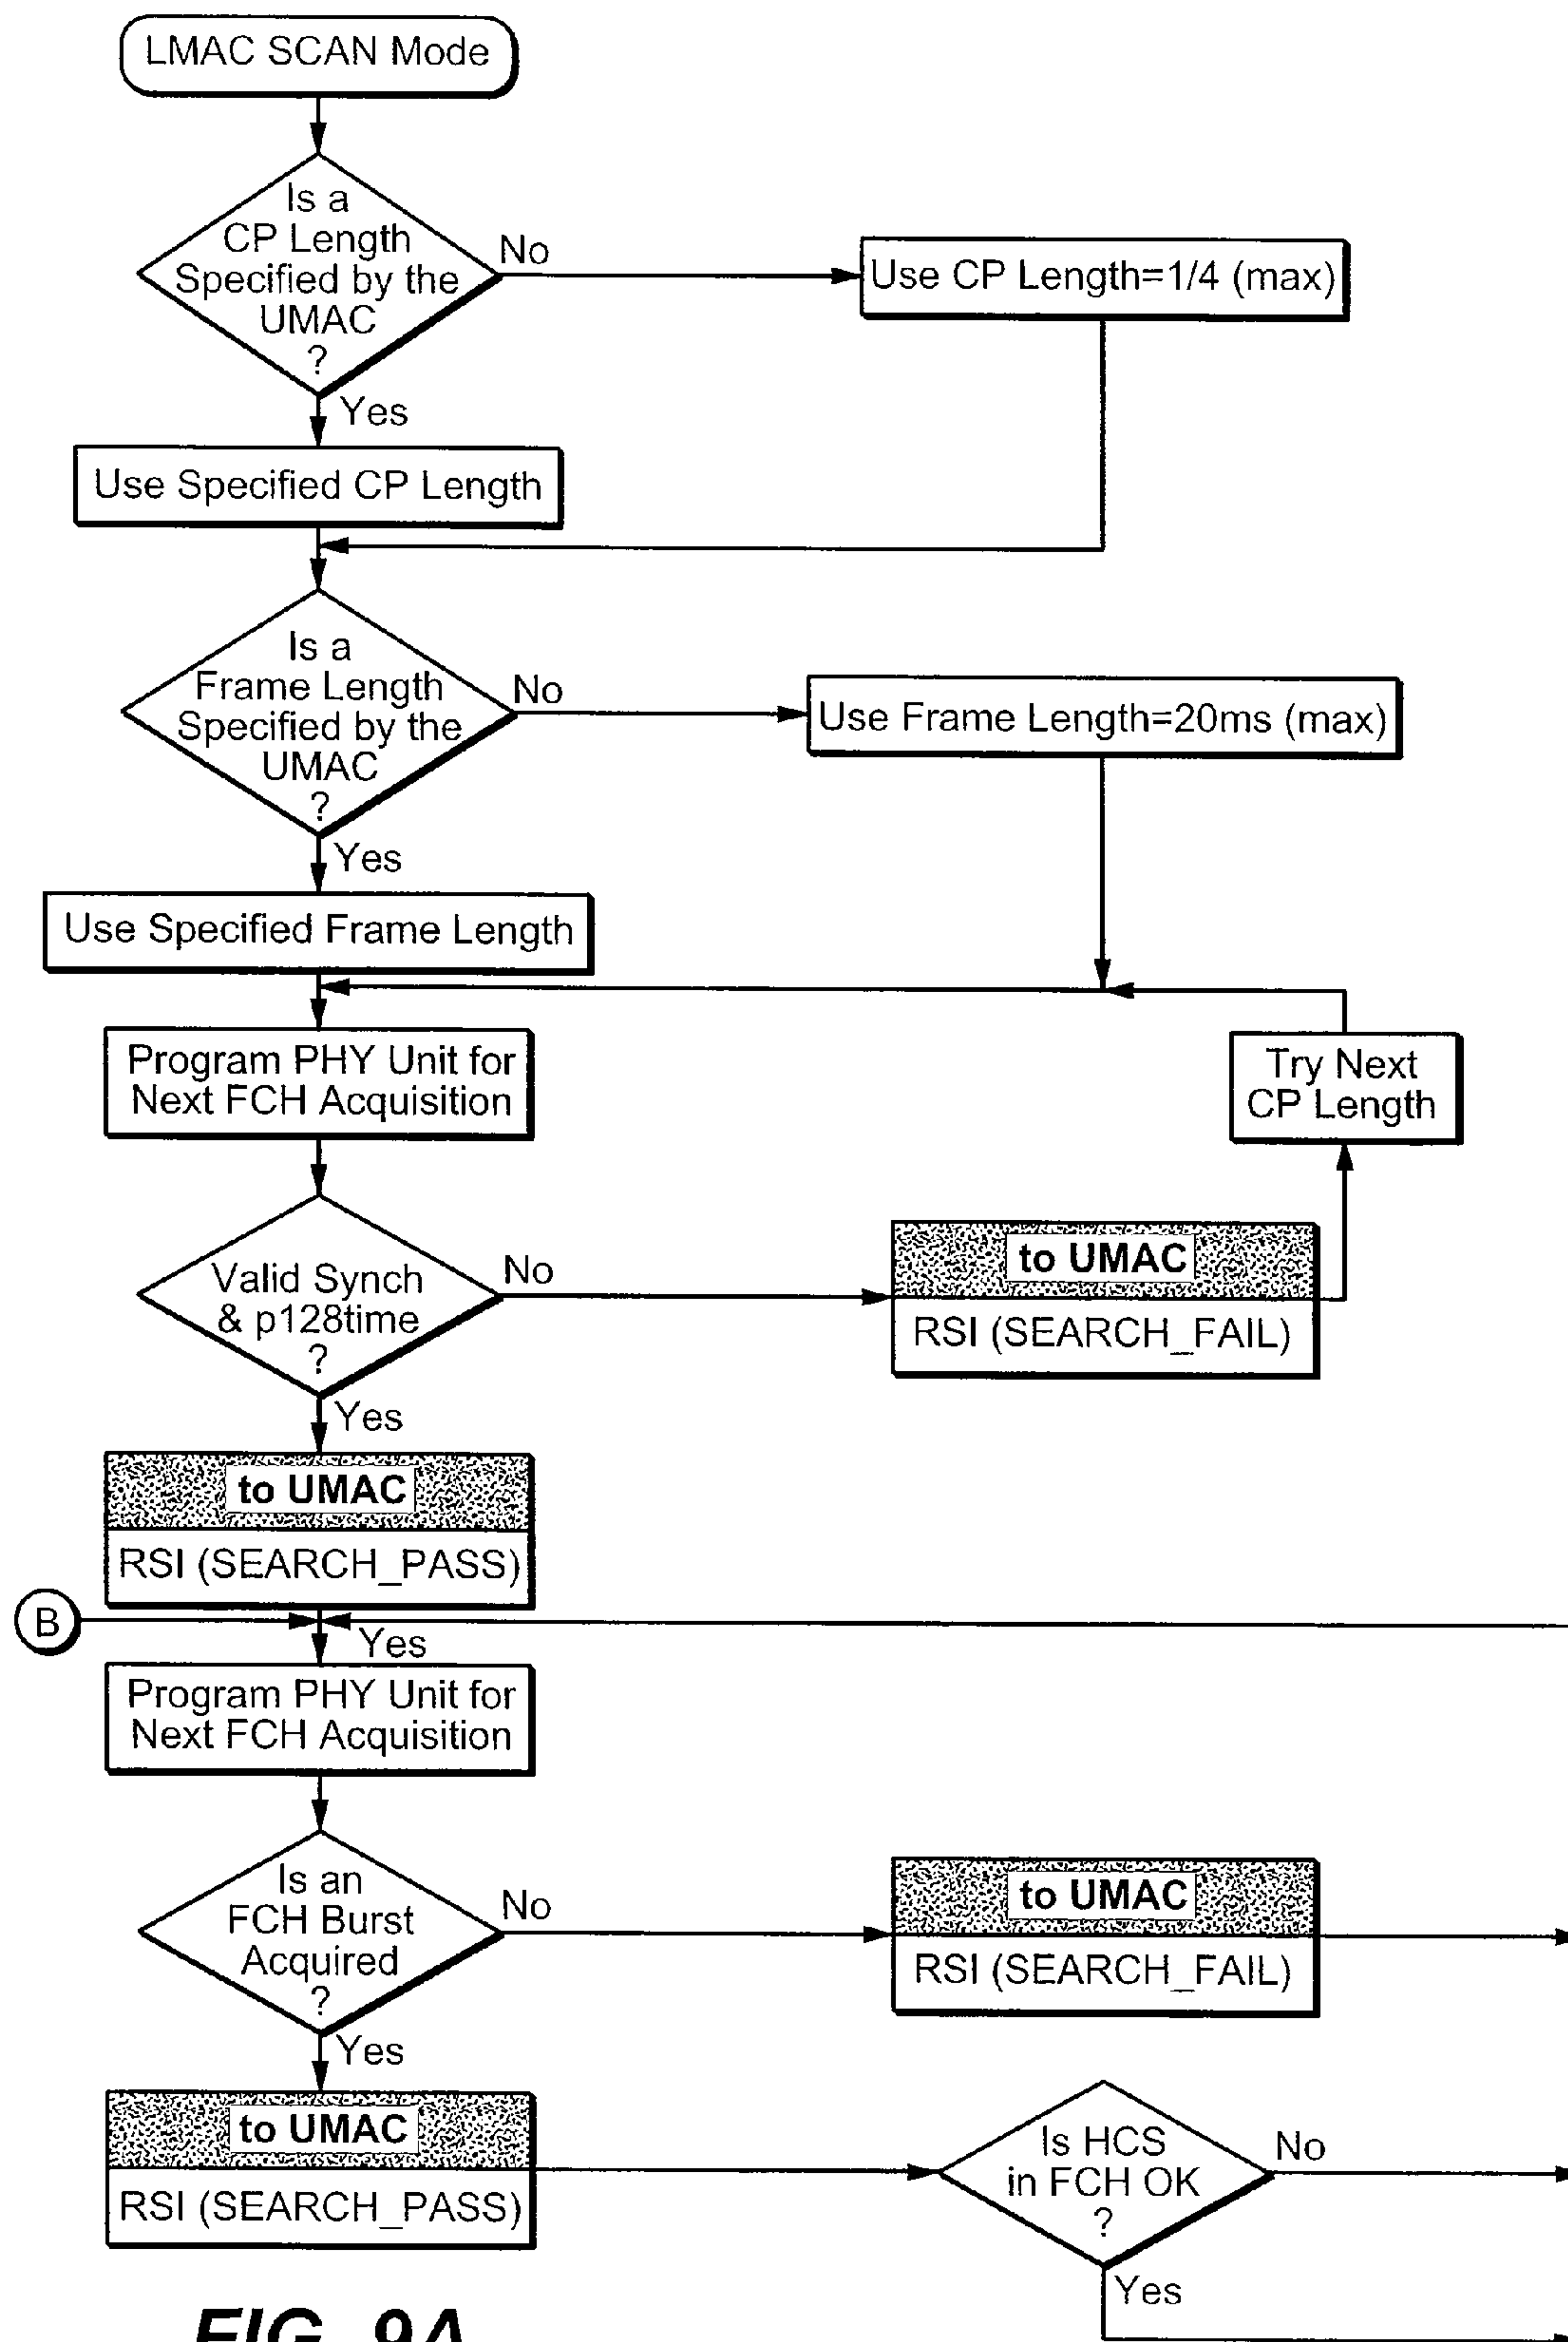 LMAC SCAN Mode
Is a
CP Length
Specified by the
UMAC
?
No
Use CP Length=1/4 (max)
Yes
Use Specified CP Length
Is a
Frame Length
Specified by the
UMAC
?
No
Use Frame Length=20ms (max)
Yes
Use Specified Frame Length
Program PHY Unit for
Next FCH Acquisition
Try Next
CP Length
Valid Synch
& p128time
?
No
to UMAC
RSI (SEARCH_FAIL)
Yes
to UMAC
RSI (SEARCH_PASS)
B
Yes
Program PHY Unit for
Next FCH Acquisition
Is an
FCH Burst
Acquired
?
No
to UMAC
RSI (SEARCH_FAIL)
Yes
to UMAC
RSI (SEARCH_PASS)
Is HCS
in FCH OK
?
No
Yes
FIG. 9A